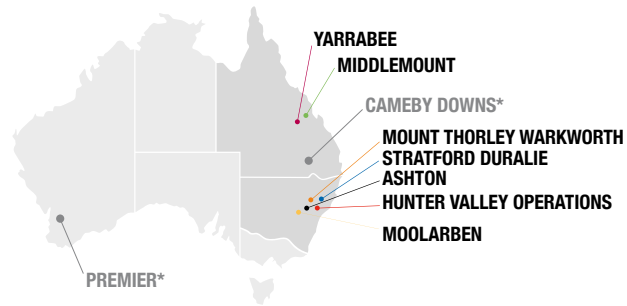 YARRABEE
MIDDLEMOUNT
CAMEBY DOWNS*
MOUNT THORLEY WARKWORTH
STRATFORD DURALIE
ASHTON
HUNTER VALLEY OPERATIONS
MOOLARBEN
PREMIER*